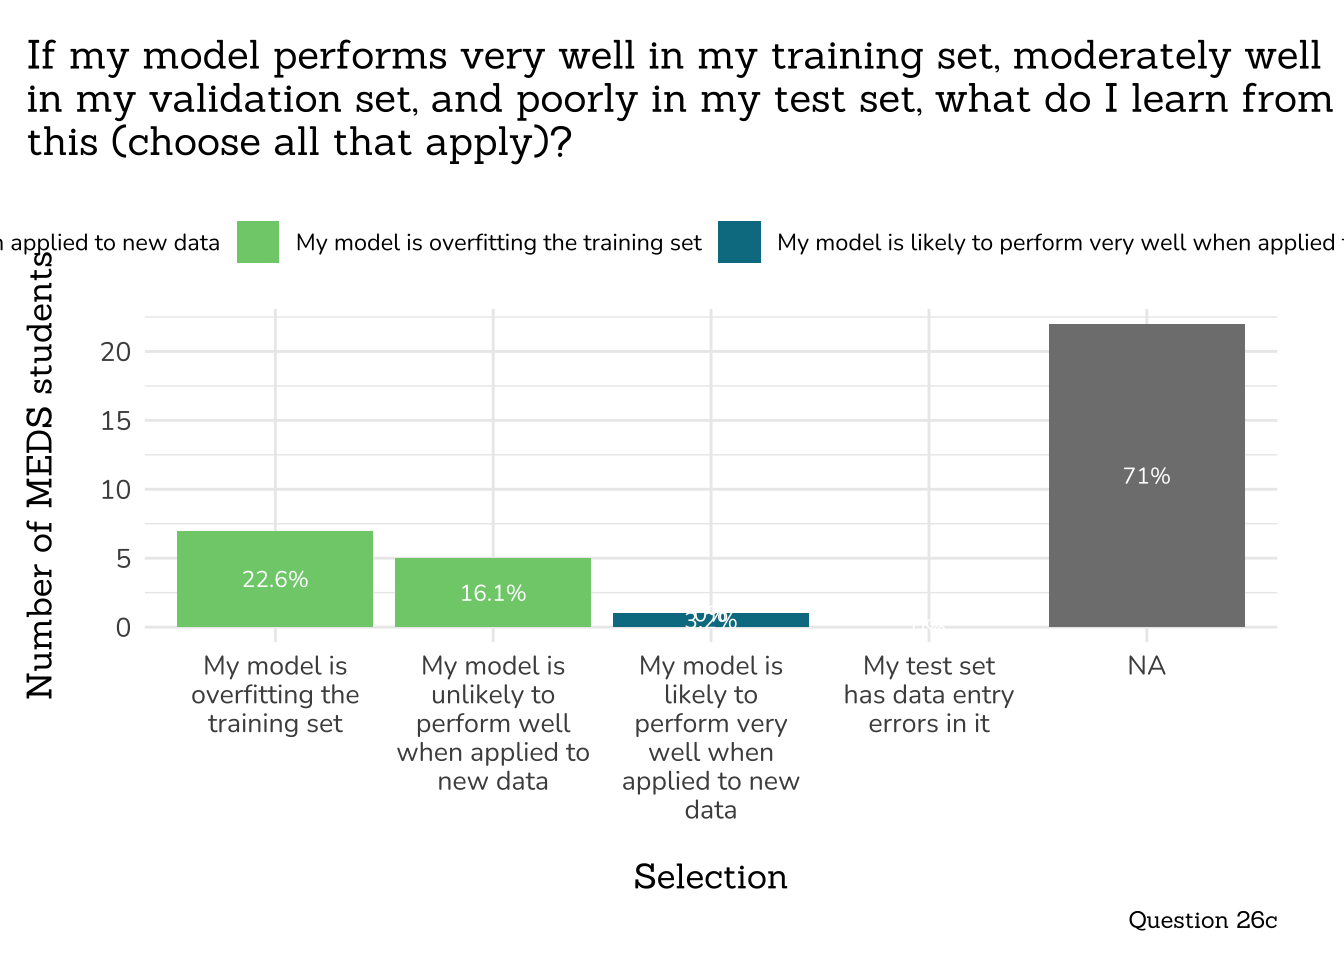 If my model performs very well in my training set, moderately well
in my validation set, and poorly in my test set, what do I learn from
this (choose all that apply)?
applied to new data My model is overfitting the training set My model is likely to perform very well when applied
Number of MEDS students
20
15
10
5
0
22.6%
16.1%
3.2%
71%
My model is
overfitting the
training set
My model is
unlikely to
perform well
when applied to
new data
My model is
likely to
perform very
well when
applied to new
data
My test set
has data entry
errors in it
NA
Selection
Question 26c